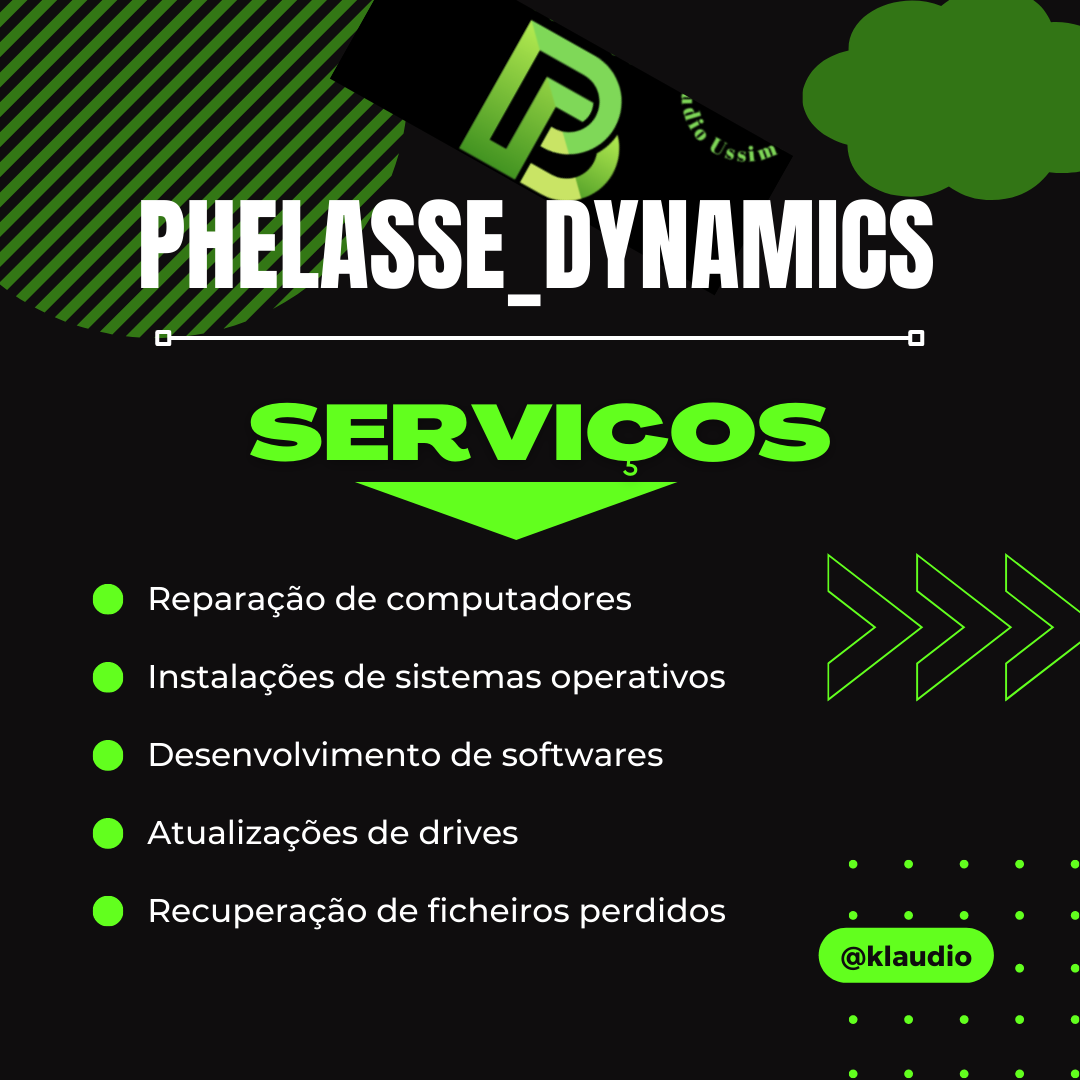 Ussim
PHELASSE_DYNAMICS
SERVIÇOS
Reparação de computadores
Instalações de sistemas operativos
Desenvolvimento de softwares
Atualizações de drives
Recuperação de ficheiros perdidos
@klaudio